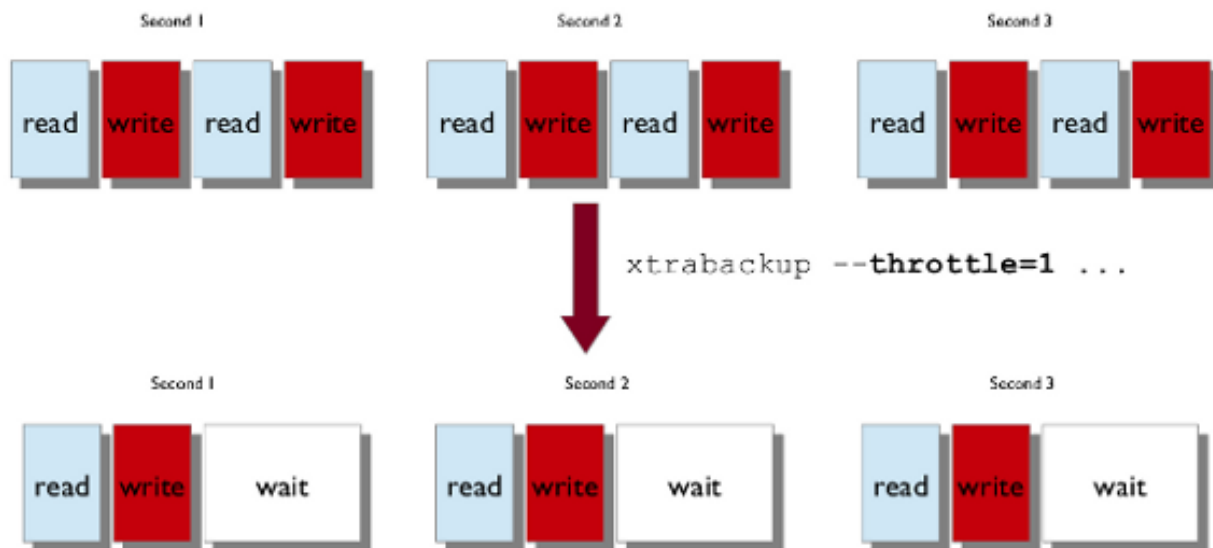 Second 1 Second 2 Second 3
read write read write read write read write read write read write
xtrabackup --throttle=1 ...
Second 1 Second 2 Second 3
read write wait read write wait read write wait